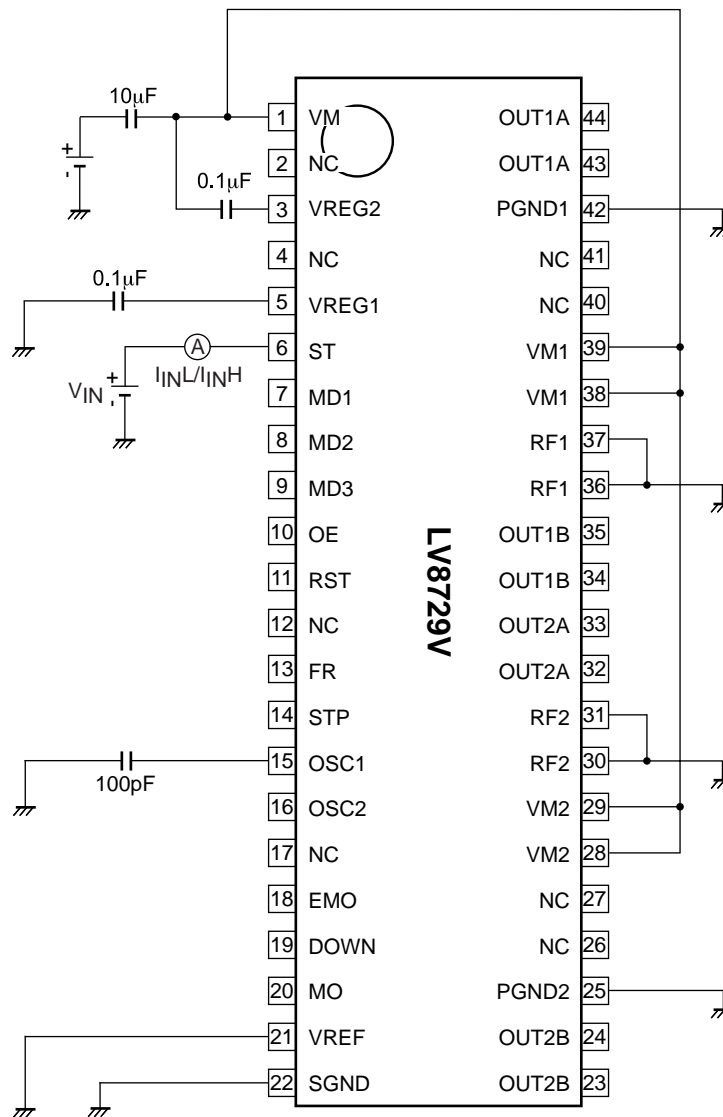 10µF
+
-
0.1µF
0.1µF
VIN
+
-
A
IINL/IINH
100pF
LV8729V
1 VM
2 NC
3 VREG2
4 NC
5 VREG1
6 ST
7 MD1
8 MD2
9 MD3
10 OE
11 RST
12 NC
13 FR
14 STP
15 OSC1
16 OSC2
17 NC
18 EMO
19 DOWN
20 MO
21 VREF
22 SGND
OUT1A 44
OUT1A 43
PGND1 42
NC 41
NC 40
VM1 39
VM1 38
RF1 37
RF1 36
OUT1B 35
OUT1B 34
OUT2A 33
OUT2A 32
RF2 31
RF2 30
VM2 29
VM2 28
NC 27
NC 26
PGND2 25
OUT2B 24
OUT2B 23